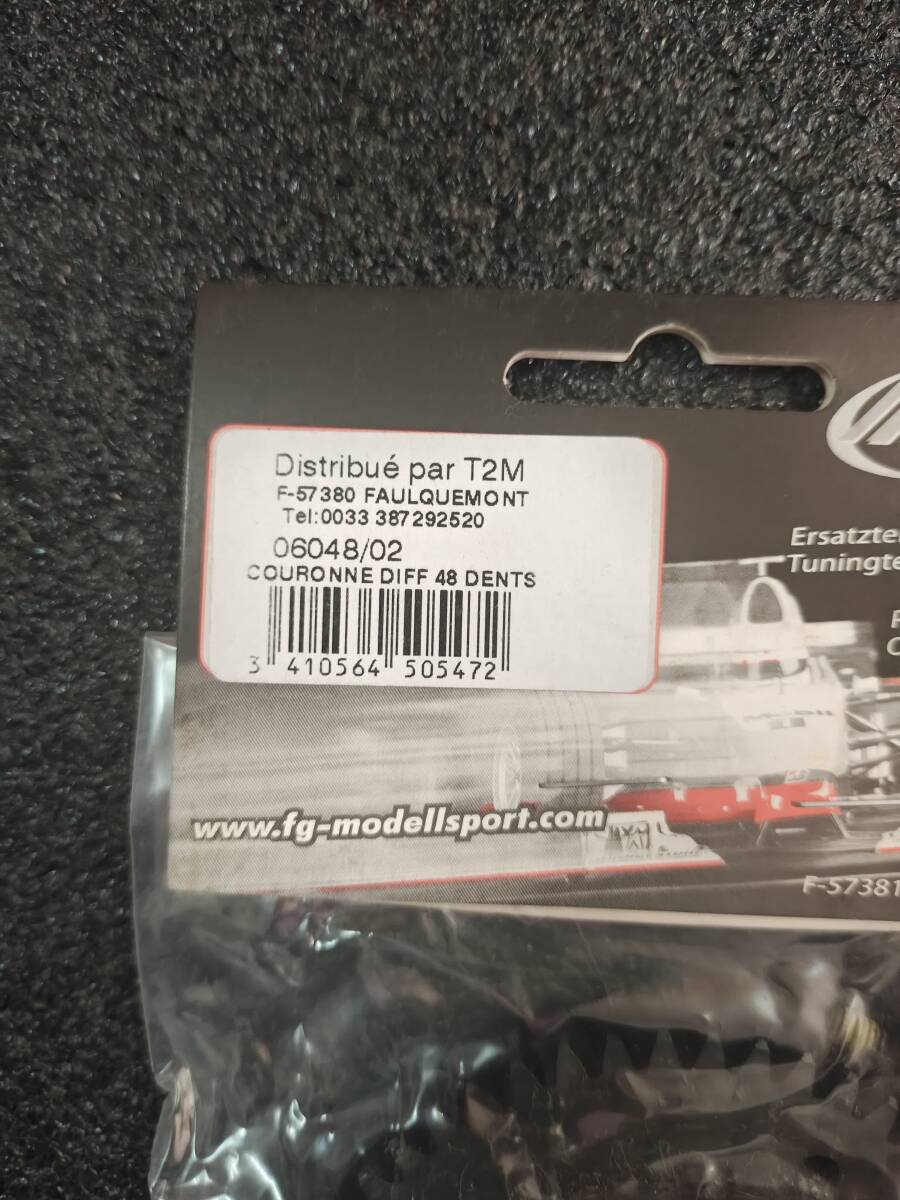 Distribué par T2M
F-57380 FAULQUEMONT
Tel:0033 387292520
06048/02
COURONNE DIFF 48 DENTS
3 410564 505472
Ersatzte
Tuningte
www.fg-modellsport.com
F-57381